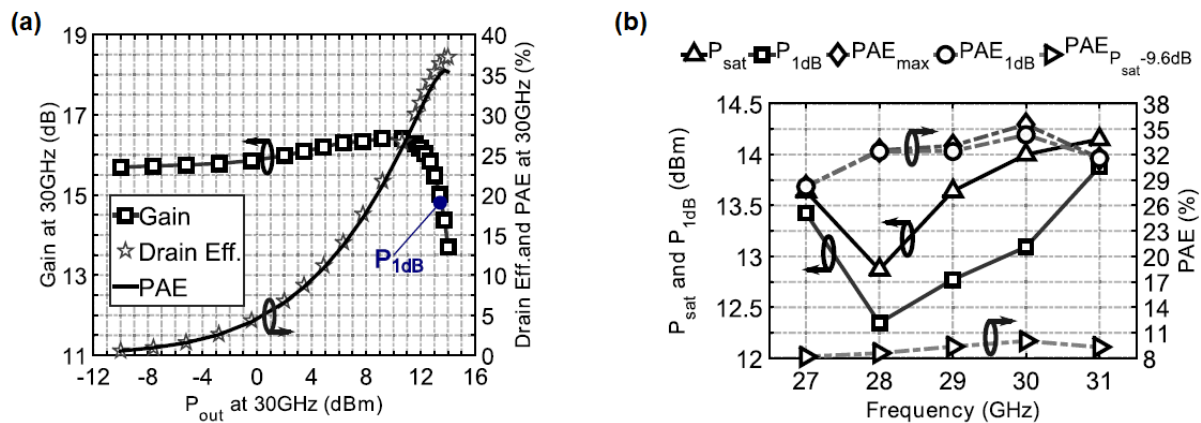 (a)
19
17
15
13
11
Gain at 30GHz (dB)
Gain
Drain Eff.
PAE
P1dB
40
35
30
25
20
15
10
5
0
Drain Eff. and PAE at 30GHz (%)
-12 -8 -4 0 4 8 12 16
Pout at 30GHz (dBm)
(b)
Psat P1dB PAEmax PAE1dB PAEPsat-9.6dB
14.5
14
13.5
13
12.5
12
Psat and P1dB (dBm)
38
35
32
29
26
23
20
17
14
11
8
PAE (%)
27 28 29 30 31
Frequency (GHz)